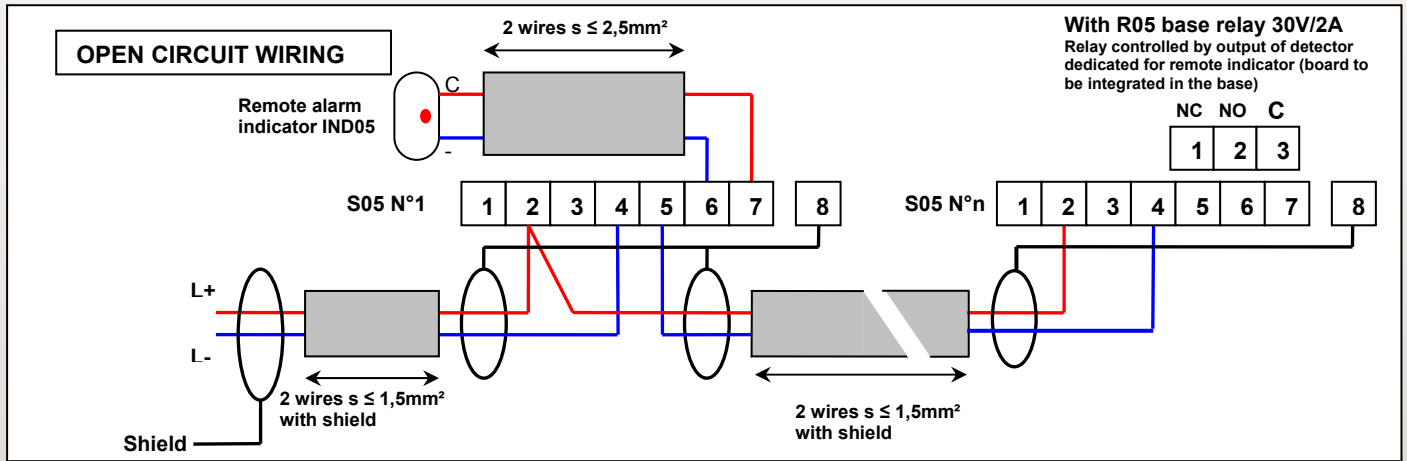 OPEN CIRCUIT WIRING
2 wires s ≤ 2,5mm²
With R05 base relay 30V/2A
Relay controlled by output of detector
dedicated for remote indicator (board to
be integrated in the base)
Remote alarm
indicator IND05
C
-
NC NO C
1 2 3
S05 N°1 1 2 3 4 5 6 7 8
S05 N°n 1 2 3 4 5 6 7 8
L+
L-
2 wires s ≤ 1,5mm²
with shield
2 wires s ≤ 1,5mm²
with shield
Shield